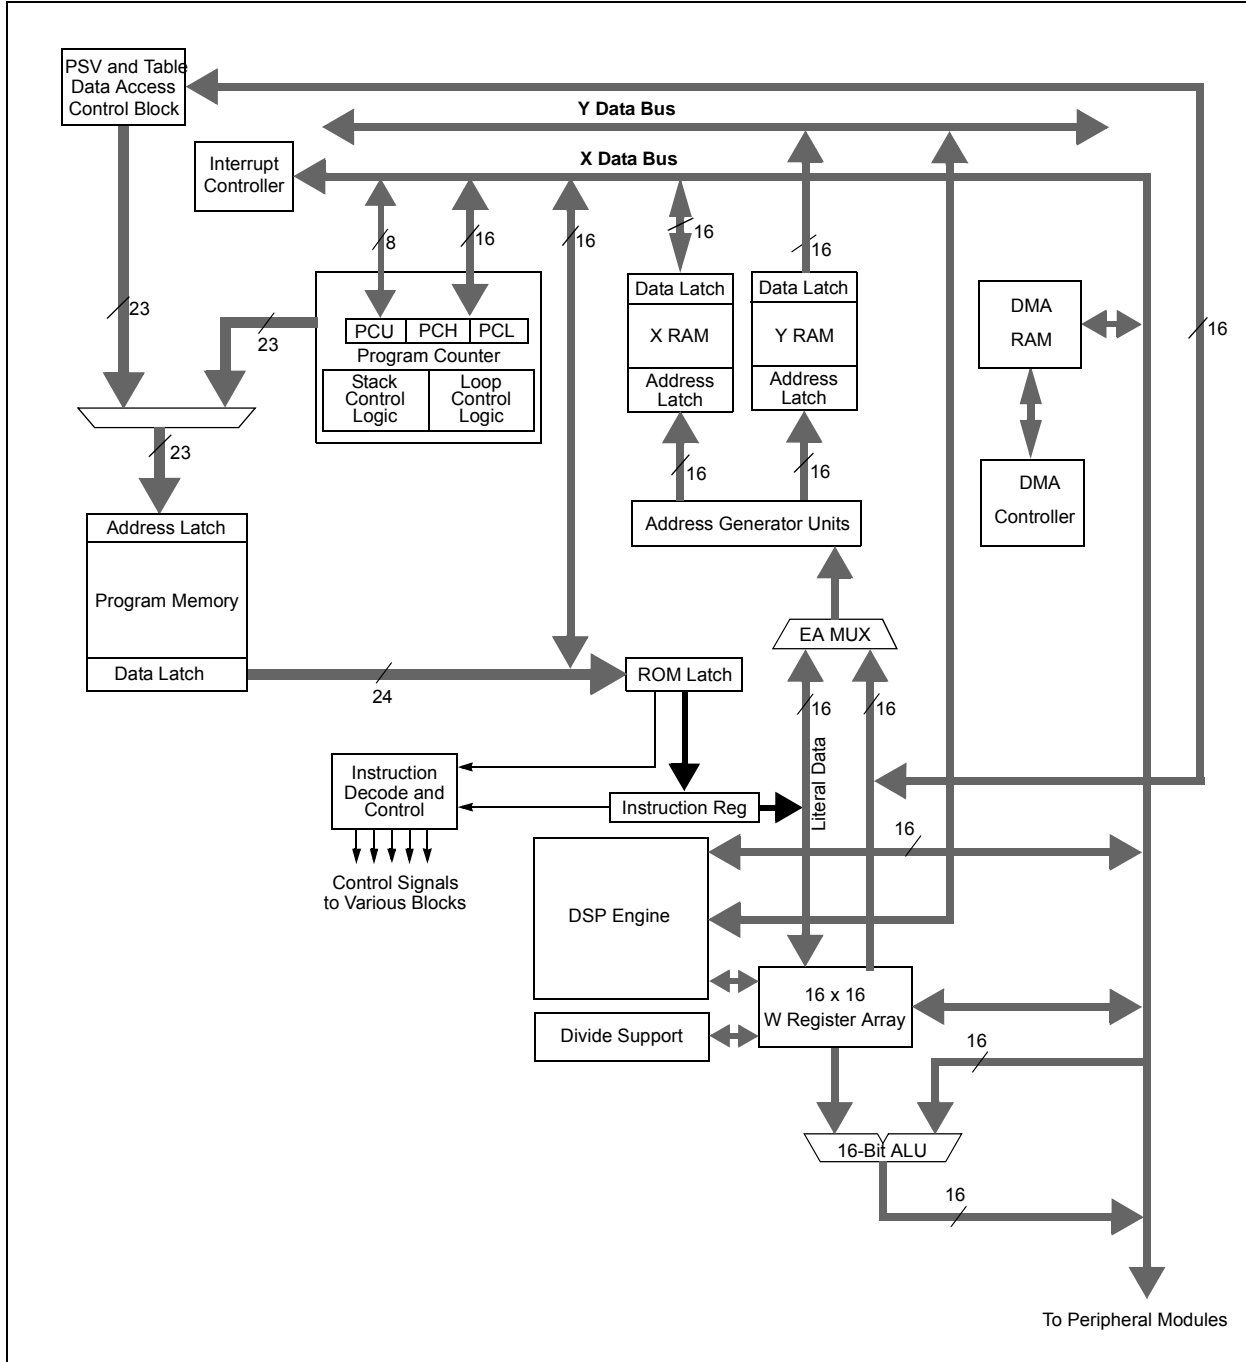 PSV and Table
Data Access
Control Block
Y Data Bus
Interrupt
Controller
X Data Bus
8
16
16
16
16
23
23
PCU
PCH
PCL
Program Counter
Stack
Control
Logic
Loop
Control
Logic
Data Latch
X RAM
Address
Latch
Data Latch
Y RAM
Address
Latch
DMA
RAM
16
23
16
16
DMA
Controller
Address Generator Units
Address Latch
Program Memory
Data Latch
24
ROM Latch
EA MUX
16
16
Literal Data
Instruction
Decode and
Control
Instruction Reg
Control Signals
to Various Blocks
16
DSP Engine
16 x 16
W Register Array
Divide Support
16
16-Bit ALU
16
To Peripheral Modules